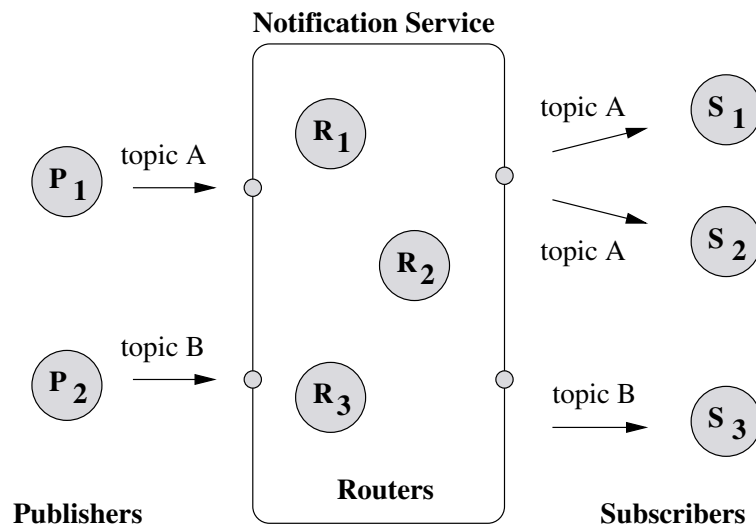 Notification Service
P1
topic A
R1
topic A
S1
R2
topic A
S2
P2
topic B
R3
topic B
S3
Routers
Publishers
Subscribers